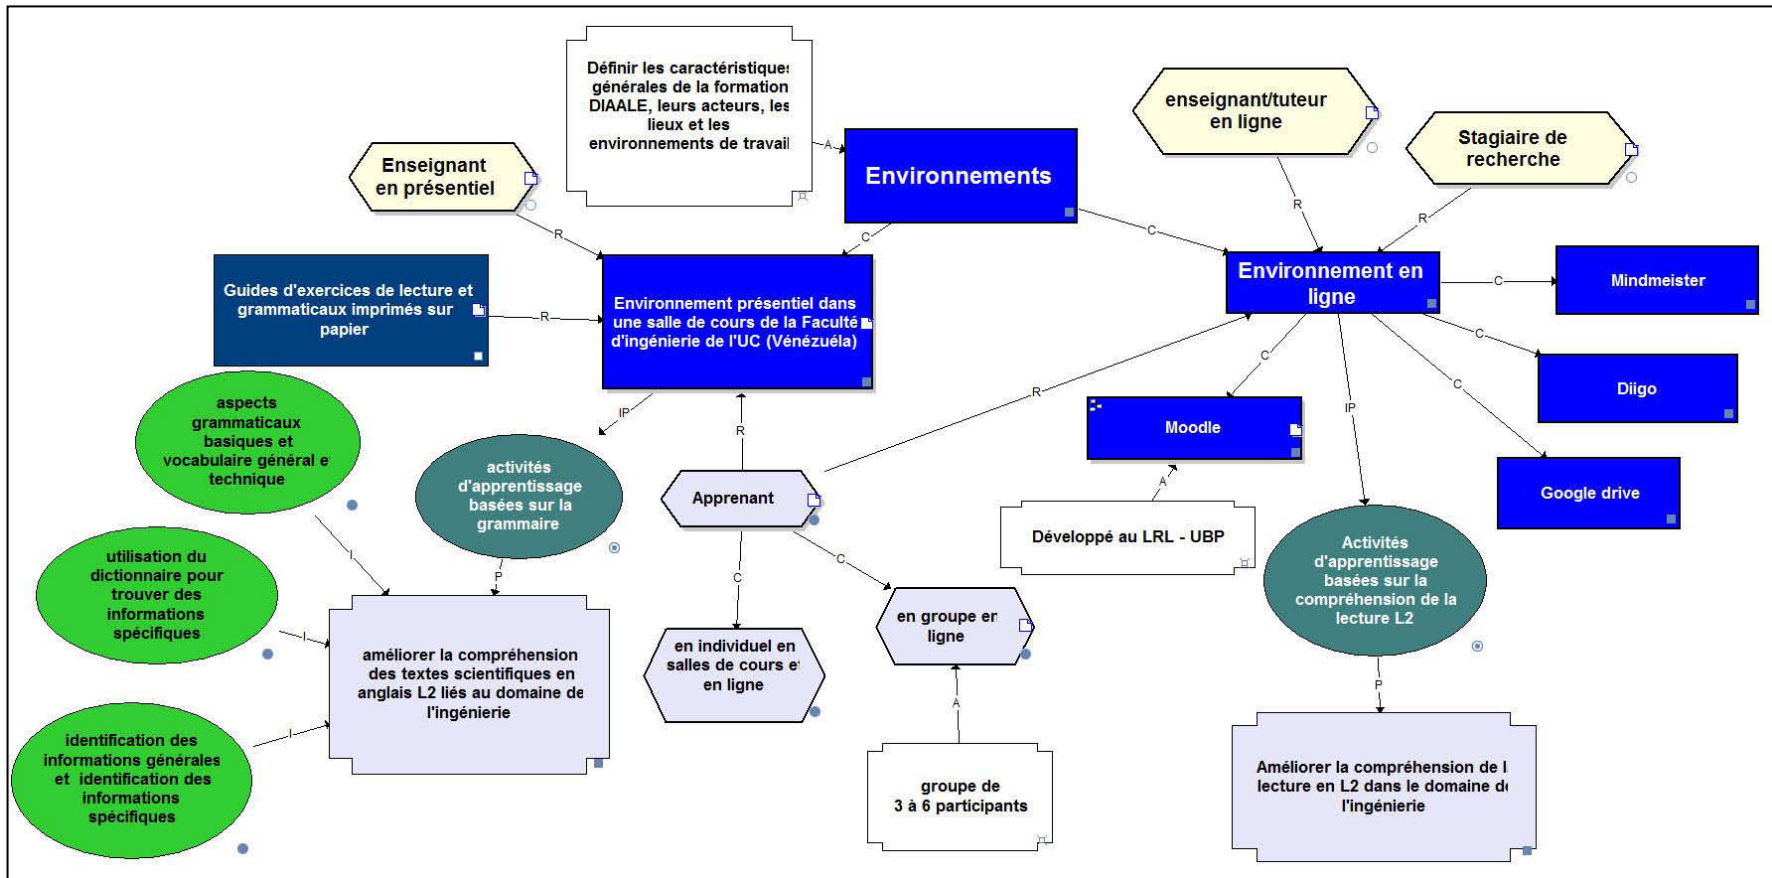 Définir les caractéristiques
générales de la formation
DIAALE, leurs acteurs, les
lieux et les
environnements de travail
A
Environnements
enseignant/tuteur
en ligne
Stagiaire de
recherche
Enseignant
en présentiel
R
C
C
R
R
Guides d'exercices de lecture et
grammaticaux imprimés sur
papier
R
Environnement présentiel dans
une salle de cours de la Faculté
d'ingénierie de l'UC (Vénézuéla)
Environnement en
ligne
C
Mindmeister
C
Diigo
C
Google drive
C
Moodle
A
Développé au LRL - UBP
IP
R
R
IP
aspects
grammaticaux
basiques et
vocabulaire général et
technique
activités
d'apprentissage
basées sur la
grammaire
Apprenant
I
P
C
C
utilisation du
dictionnaire pour
trouver des
informations
spécifiques
I
améliorer la compréhension
des textes scientifiques en
anglais L2 liés au domaine de
l'ingénierie
en individuel en
salles de cours et
en ligne
en groupe en
ligne
A
groupe de
3 à 6 participants
Activités
d'apprentissage
basées sur la
compréhension de la
lecture L2
P
identification des
informations générales
et identification des
informations
spécifiques
I
Améliorer la compréhension de la
lecture en L2 dans le domaine de
l'ingénierie